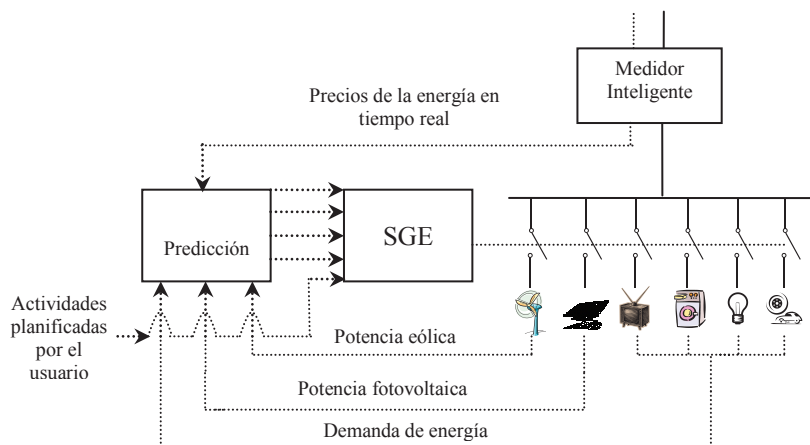 Medidor
Inteligente
Precios de la energía en
tiempo real
Predicción
SGE
Actividades
planificadas
por el
usuario
Potencia eólica
Potencia fotovoltaica
Demanda de energía